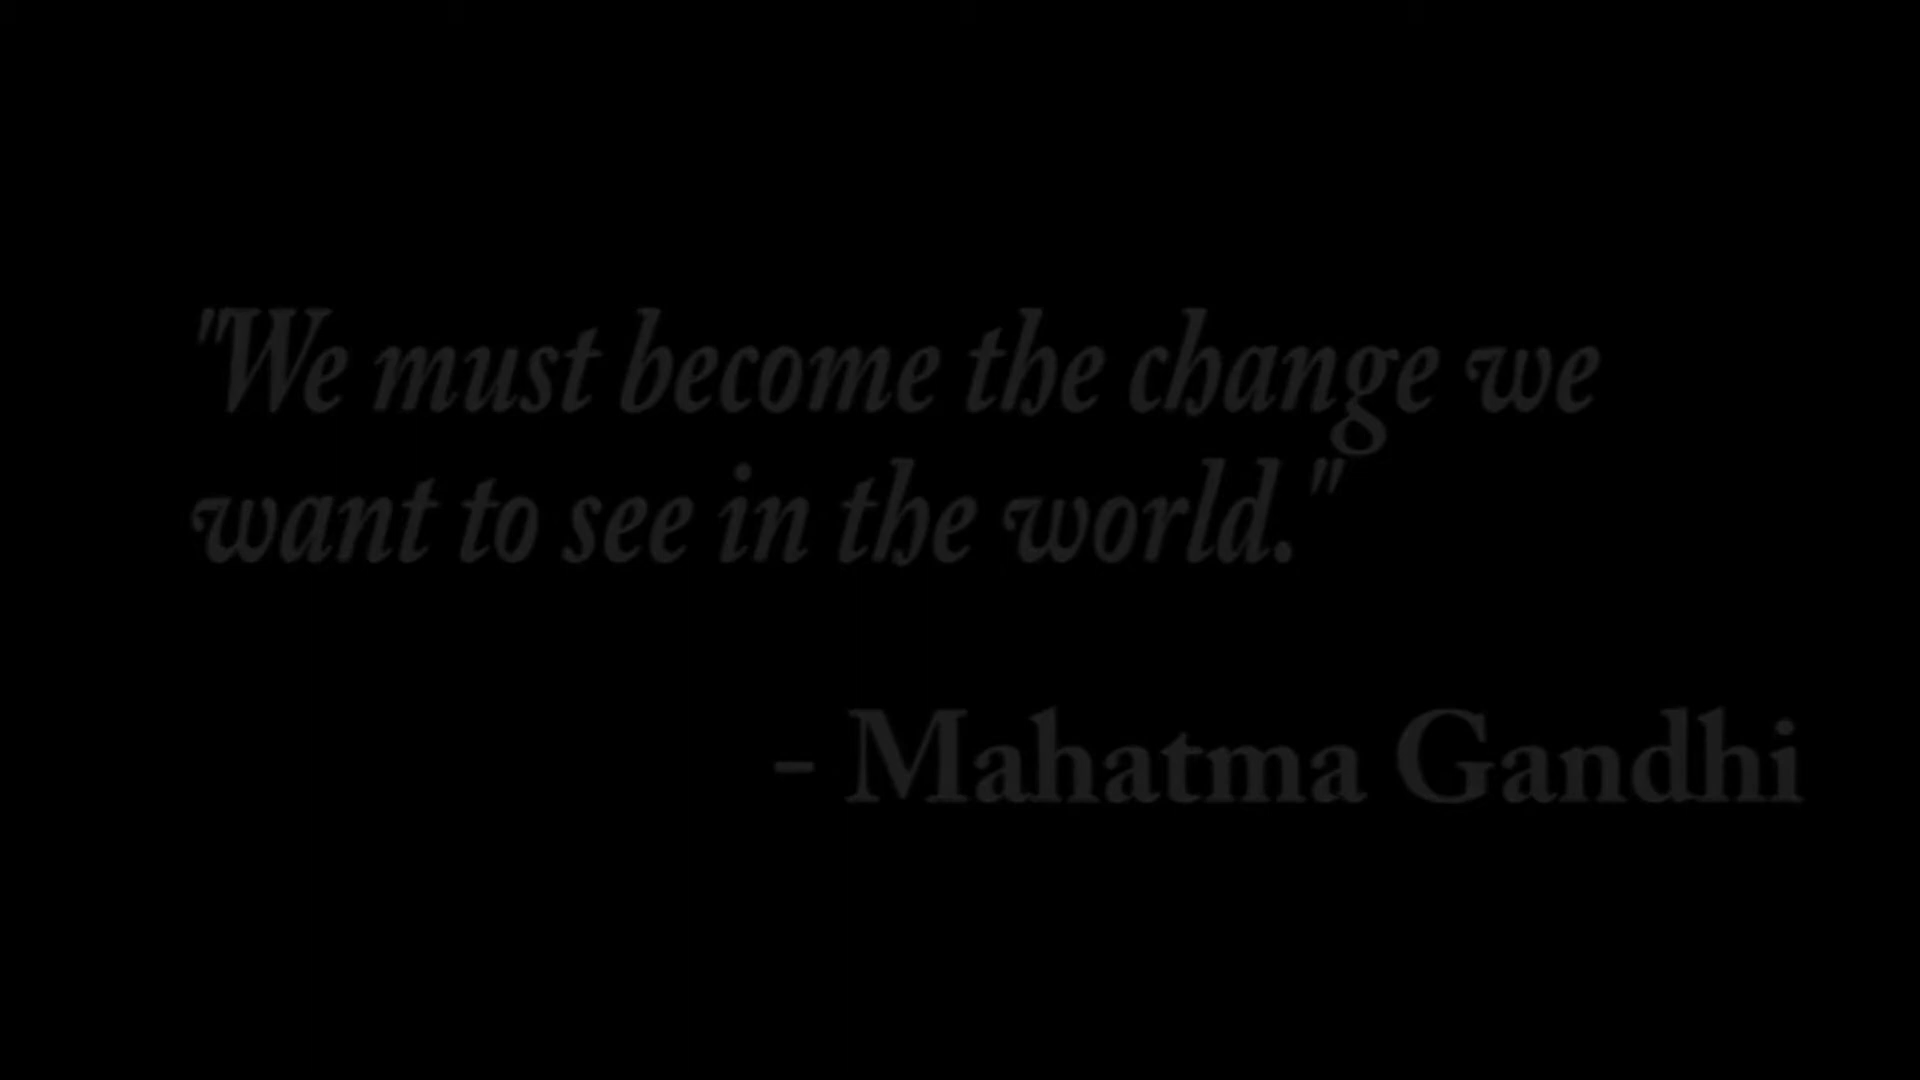 "We must become the change we
want to see in the world."
- Mahatma Gandhi